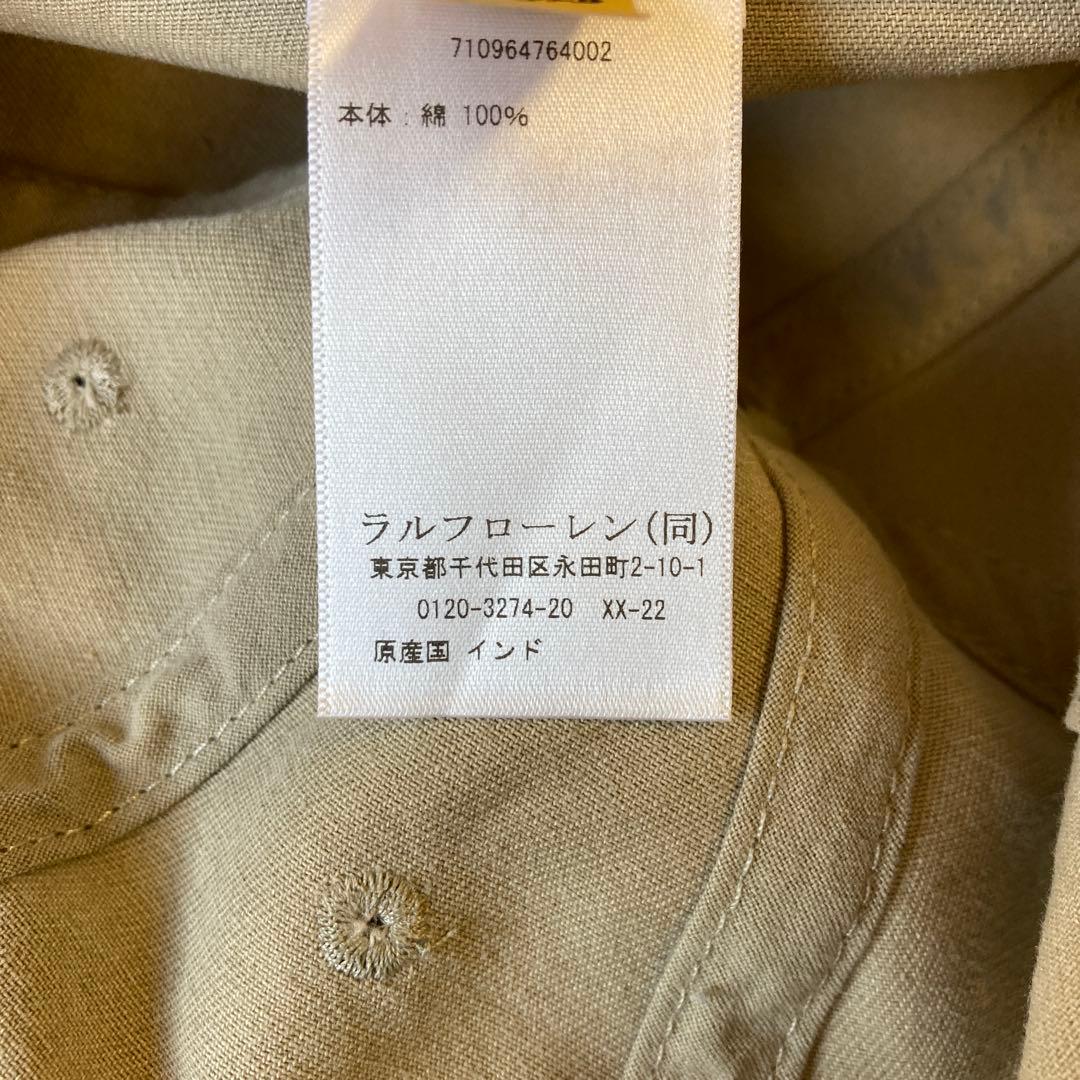 710964764002
本体 : 綿 100%
ラルフローレン(同)
東京都千代田区永田町2-10-1
0120-3274-20 XX-22
原産国 インド